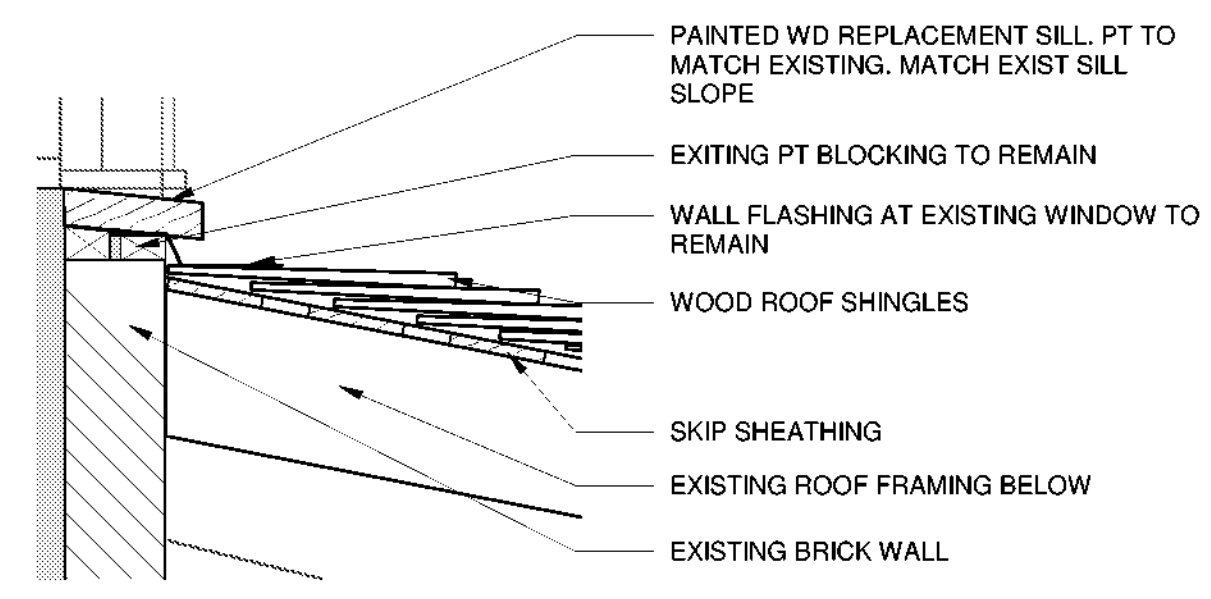 PAINTED WD REPLACEMENT SILL. PT TO
MATCH EXISTING. MATCH EXIST SILL
SLOPE
EXITING PT BLOCKING TO REMAIN
WALL FLASHING AT EXISTING WINDOW TO
REMAIN
WOOD ROOF SHINGLES
SKIP SHEATHING
EXISTING ROOF FRAMING BELOW
EXISTING BRICK WALL